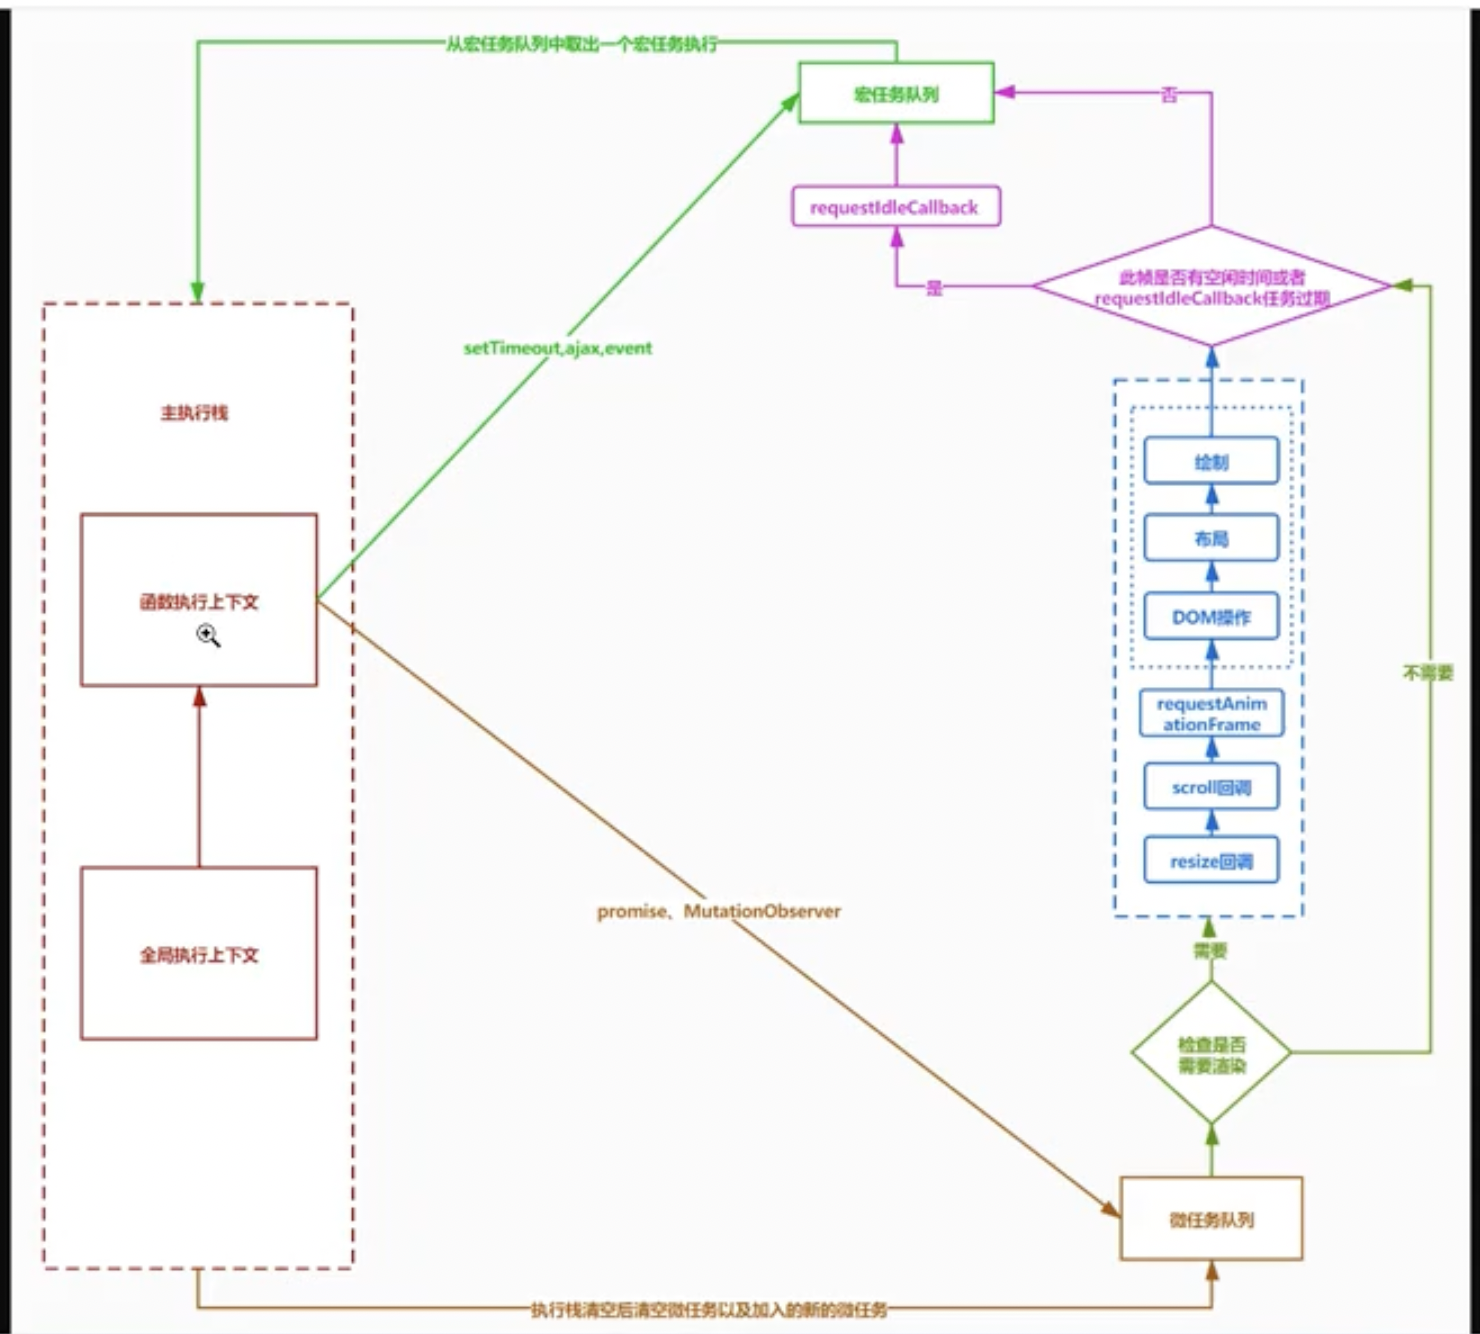 从宏任务队列中取出一个宏任务执行
宏任务队列
否
requestIdleCallback
是
此帧是否有空闲时间或者
requestIdleCallback任务过期
setTimeout,ajax,event
主执行栈
绘制
布局
函数执行上下文
DOM操作
不需要
requestAnim
ationFrame
scroll回调
resize回调
promise、MutationObserver
全局执行上下文
需要
检查是否
需要渲染
微任务队列
执行栈清空后清空微任务以及加入的新的微任务